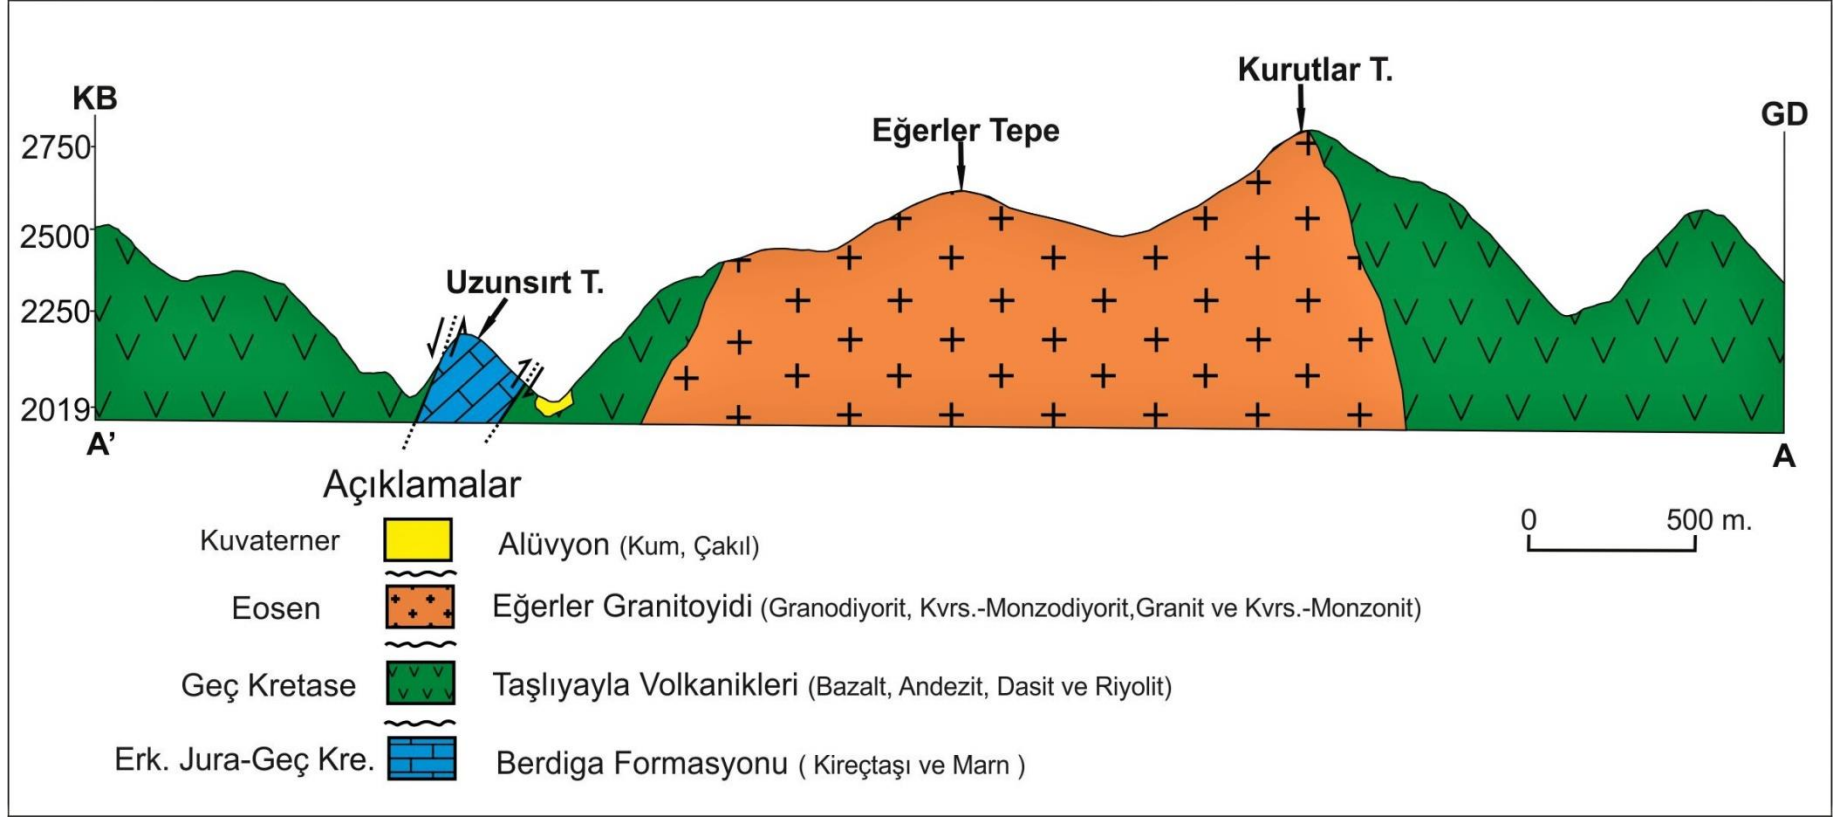 Kurutlar T.
KB
GD
Eğerler Tepe
2750
2500
Uzunsırt T.
2250
2019
A’
A
Açıklamalar
0 500 m.
Kuvaterner Alüvyon (Kum, Çakıl)
Eosen Eğerler Granitoyidi (Granodiyorit, Kvrs.-Monzodiyorit,Granit ve Kvrs.-Monzonit)
Geç Kretase Taşlıyayla Volkanikleri (Bazalt, Andezit, Dasit ve Riyolit)
Erk. Jura-Geç Kre. Berdiga Formasyonu ( Kireçtaşı ve Marn )